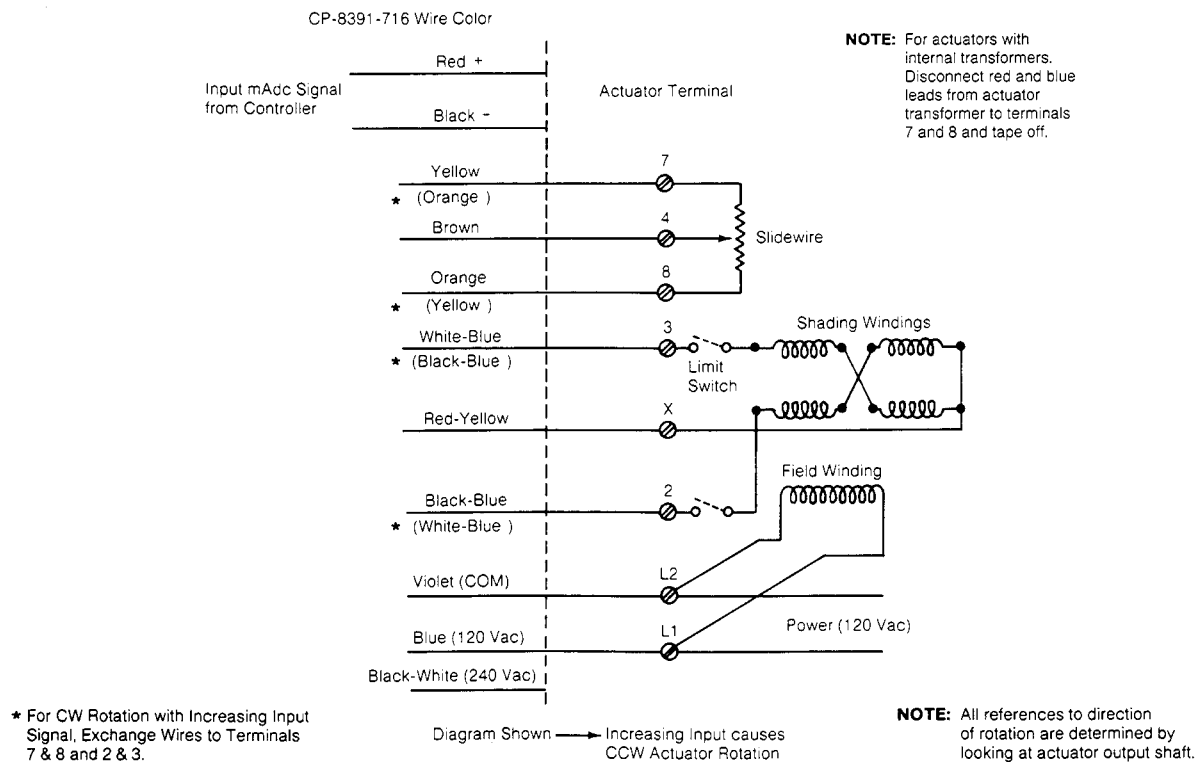 CP-8391-716 Wire Color
Red +
Input mAdc Signal
from Controller
Black -
Actuator Terminal
NOTE: For actuators with
internal transformers.
Disconnect red and blue
leads from actuator
transformer to terminals
7 and 8 and tape off.
Yellow
* (Orange )
7
Brown
4
Slidewire
Orange
* (Yellow )
8
White-Blue
* (Black-Blue )
3
Limit
Switch
Shading Windings
Red-Yellow
X
Field Winding
Black-Blue
* (White-Blue )
2
Violet (COM)
L2
Blue (120 Vac)
L1
Power (120 Vac)
Black-White (240 Vac)
* For CW Rotation with Increasing Input
Signal, Exchange Wires to Terminals
7 & 8 and 2 & 3.
Diagram Shown → Increasing Input causes
CCW Actuator Rotation
NOTE: All references to direction
of rotation are determined by
looking at actuator output shaft.